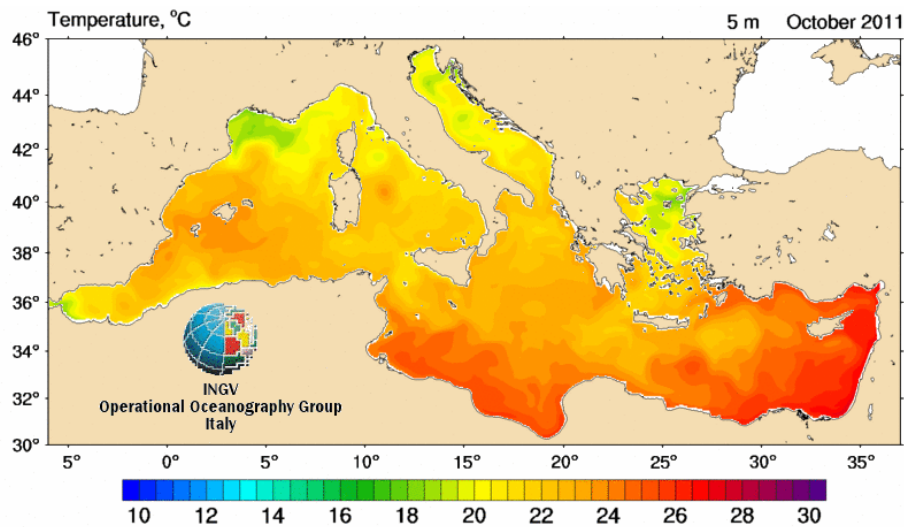 Temperature, °C 5 m October 2011
46°
44°
42°
40°
38°
36°
34°
32°
30°
INGV
Operational Oceanography Group
Italy
5° 0° 5° 10° 15° 20° 25° 30° 35°
10 12 14 16 18 20 22 24 26 28 30